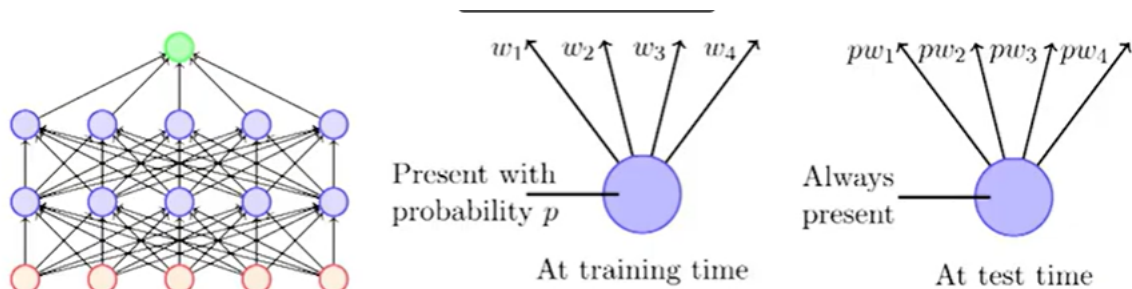 w₁ w₂ w₃ w₄
Present with
probability p
At training time
pw₁ pw₂ pw₃ pw₄
Always
present
At test time